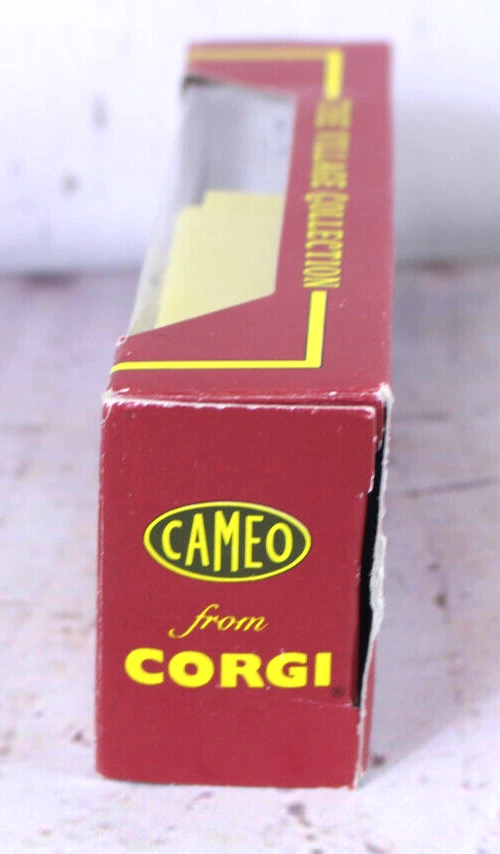 THE VILLAGE COLLECTION
CAMEO
from
CORGI®